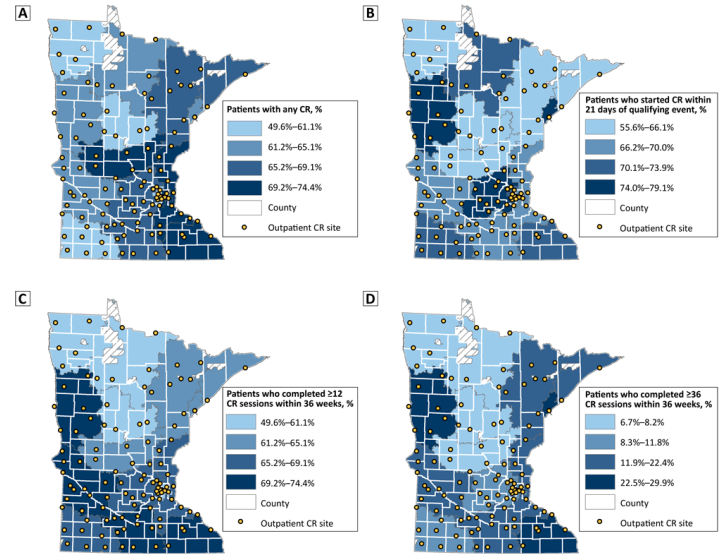 A
Patients with any CR, %
49.6%–61.1%
61.2%–65.1%
65.2%–69.1%
69.2%–74.4%
County
Outpatient CR site
B
Patients who started CR within
21 days of qualifying event, %
55.6%–66.1%
66.2%–70.0%
70.1%–73.9%
74.0%–79.1%
County
Outpatient CR site
C
Patients who completed ≥12
CR sessions within 36 weeks, %
49.6%–61.1%
61.2%–65.1%
65.2%–69.1%
69.2%–74.4%
County
Outpatient CR site
D
Patients who completed ≥36
CR sessions within 36 weeks, %
6.7%–8.2%
8.3%–11.8%
11.9%–22.4%
22.5%–29.9%
County
Outpatient CR site